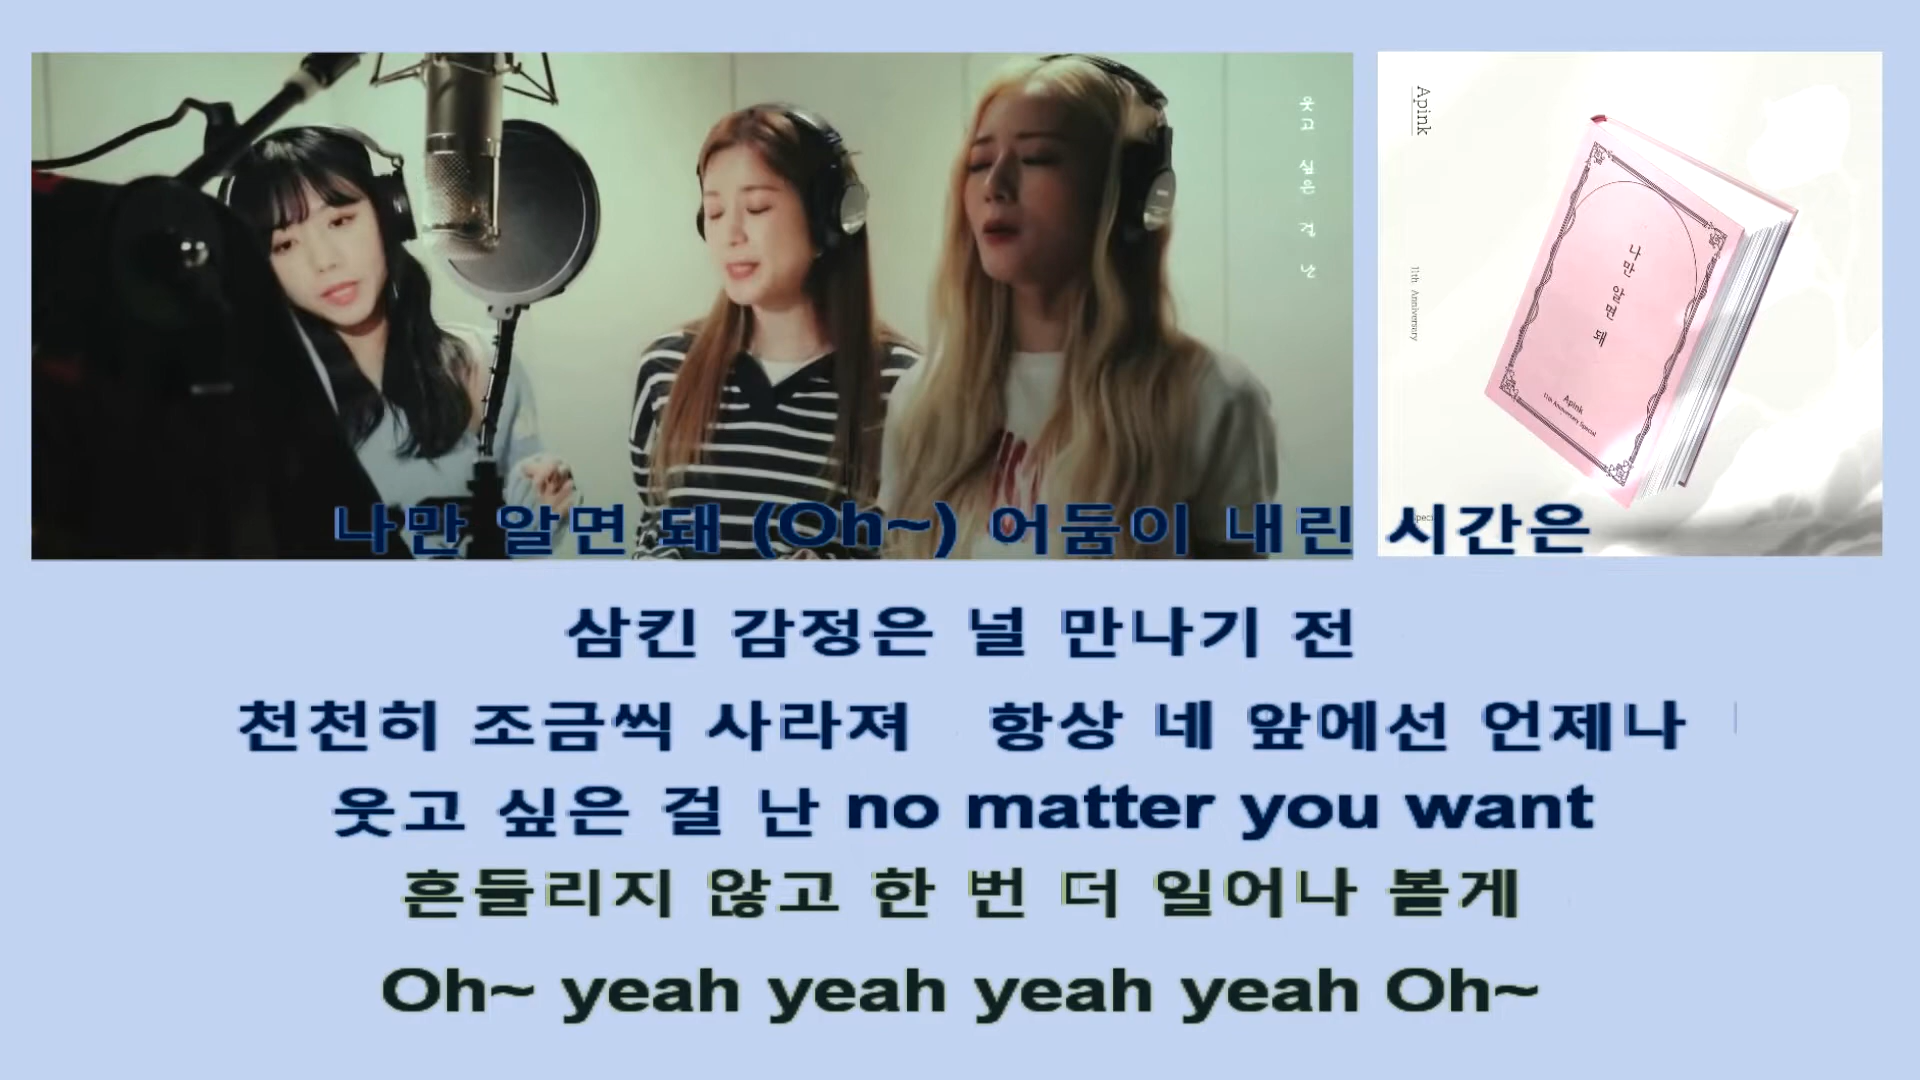 웃고 싶은 걸 난
Apink
11th Anniversary
나만 알면 돼
Apink
11th Anniversary Special
나만 알면 돼 (Oh~) 어둠이 내린 시간은
삼킨 감정은 널 만나기 전
천천히 조금씩 사라져 항상 네 앞에선 언제나
웃고 싶은 걸 난 no matter you want
흔들리지 않고 한 번 더 일어나 볼게
Oh~ yeah yeah yeah yeah Oh~